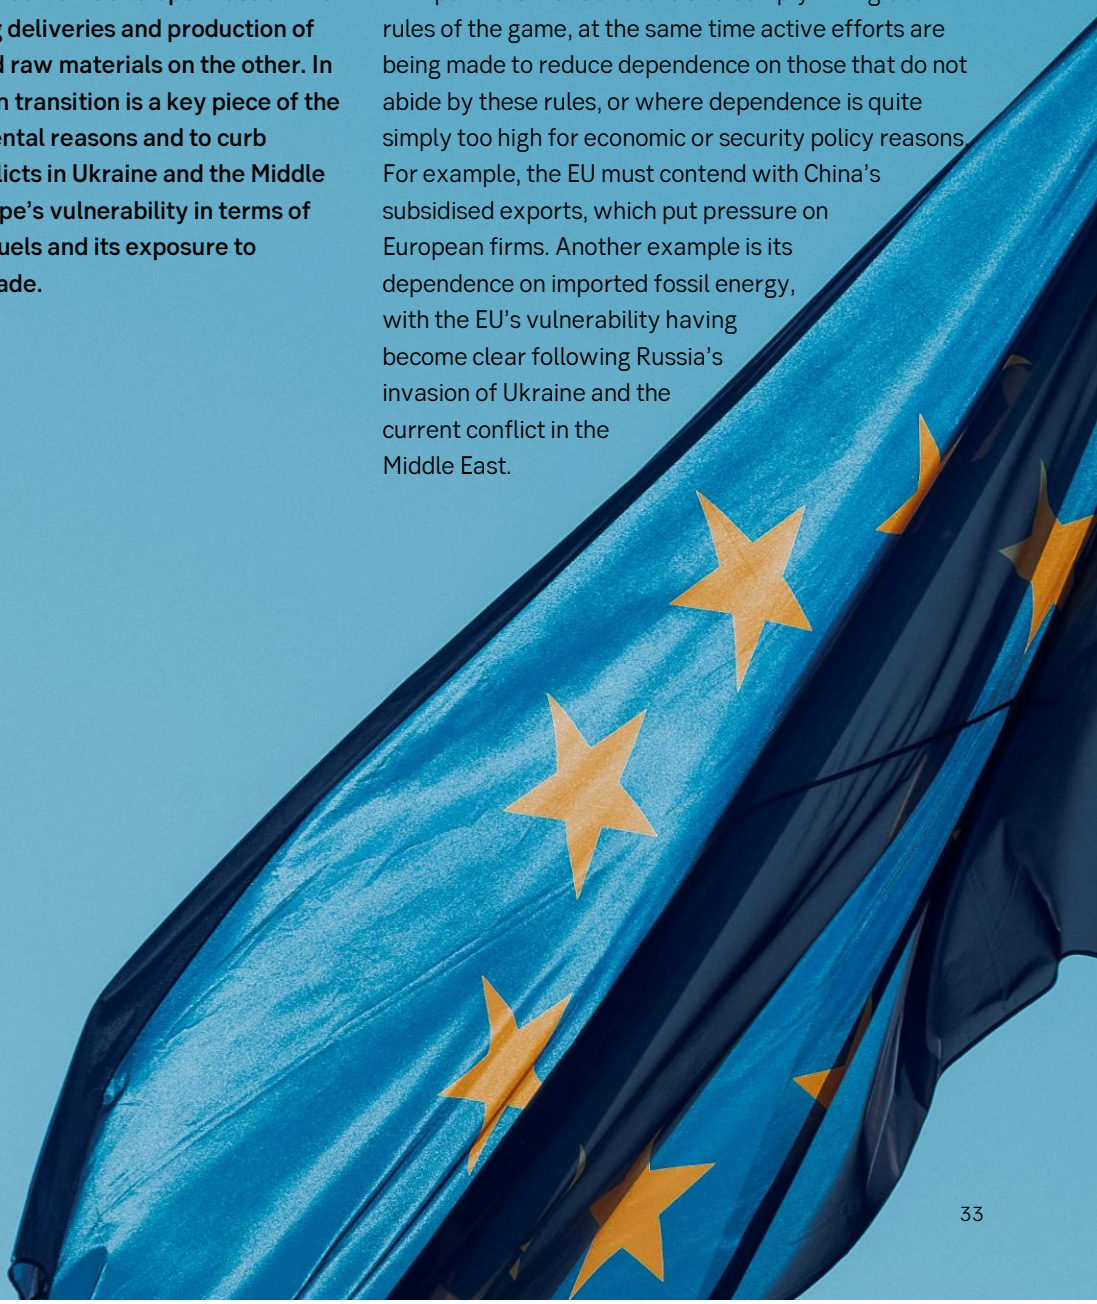 deliveries and production of
raw materials on the other. In
transition is a key piece of the
reasons and to curb
in Ukraine and the Middle
vulnerability in terms of
and its exposure to
rules of the game, at the same time active efforts are
being made to reduce dependence on those that do not
abide by these rules, or where dependence is quite
simply too high for economic or security policy reasons.
For example, the EU must contend with China’s
subsidised exports, which put pressure on
European firms. Another example is its
dependence on imported fossil energy,
with the EU’s vulnerability having
become clear following Russia’s
invasion of Ukraine and the
current conflict in the
Middle East.
33